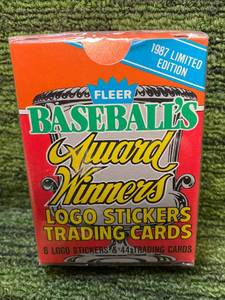 1987 LIMITED
EDITION
FLEER
BASEBALL'S
Award
Winners
LOGO STICKERS
TRADING CARDS
6 LOGO STICKERS & 44 TRADING CARDS